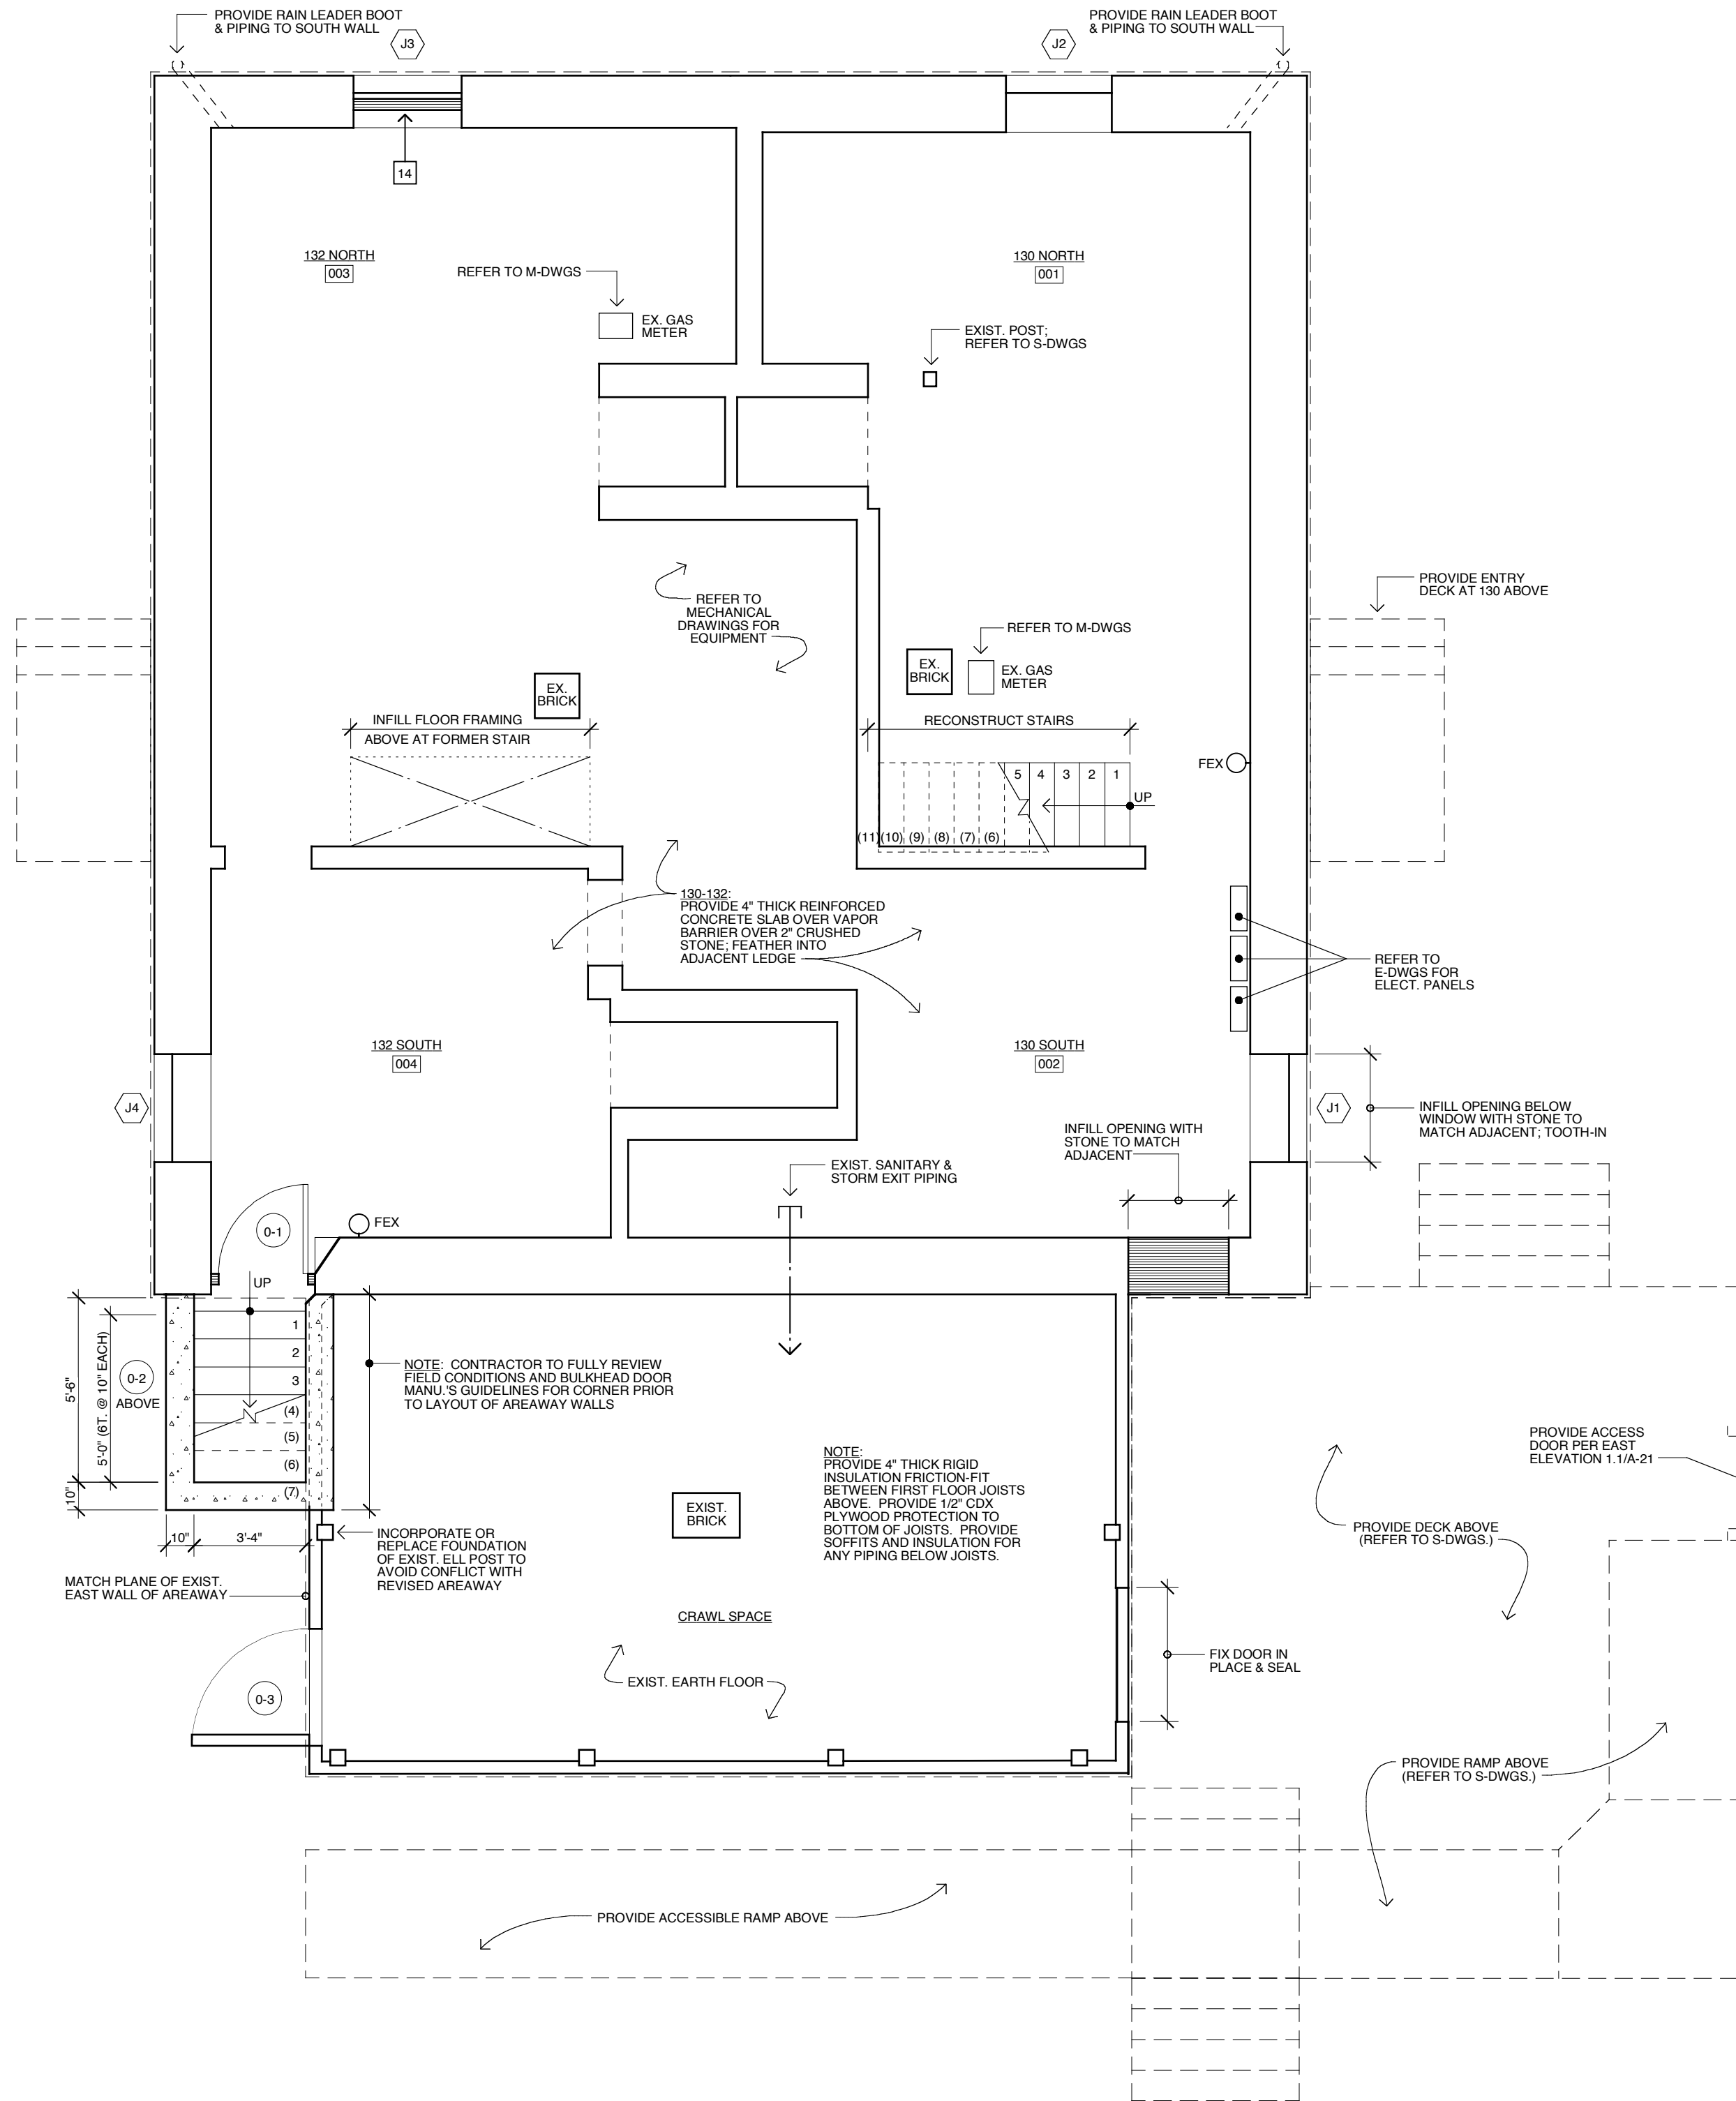 PROVIDE RAIN LEADER BOOT
& PIPING TO SOUTH WALL
J3
PROVIDE RAIN LEADER BOOT
& PIPING TO SOUTH WALL
J2
14
132 NORTH
003
REFER TO M-DWGS
EX. GAS
METER
130 NORTH
001
EXIST. POST;
REFER TO S-DWGS
PROVIDE ENTRY
DECK AT 130 ABOVE
REFER TO
MECHANICAL
DRAWINGS FOR
EQUIPMENT
REFER TO M-DWGS
EX.
BRICK
EX. GAS
METER
EX.
BRICK
INFILL FLOOR FRAMING
ABOVE AT FORMER STAIR
RECONSTRUCT STAIRS
FEX
5 4 3 2 1
UP
(11) (10) (9) (8) (7) (6)
130-132:
PROVIDE 4" THICK REINFORCED
CONCRETE SLAB OVER VAPOR
BARRIER OVER 2" CRUSHED
STONE; FEATHER INTO
ADJACENT LEDGE
REFER TO
E-DWGS FOR
ELECT. PANELS
132 SOUTH
004
130 SOUTH
002
J4
J1
INFILL OPENING BELOW
WINDOW WITH STONE TO
MATCH ADJACENT; TOOTH-IN
INFILL OPENING WITH
STONE TO MATCH
ADJACENT
EXIST. SANITARY &
STORM EXIT PIPING
0-1
FEX
UP
1
2
3
(4)
(5)
(6)
(7)
5'-6"
5'-0" (6T. @ 10" EACH)
10"
0-2
ABOVE
10"
3'-4"
NOTE: CONTRACTOR TO FULLY REVIEW
FIELD CONDITIONS AND BULKHEAD DOOR
MANU.'S GUIDELINES FOR CORNER PRIOR
TO LAYOUT OF AREAWAY WALLS
NOTE:
PROVIDE 4" THICK RIGID
INSULATION FRICTION-FIT
BETWEEN FIRST FLOOR JOISTS
ABOVE. PROVIDE 1/2" CDX
PLYWOOD PROTECTION TO
BOTTOM OF JOISTS. PROVIDE
SOFFITS AND INSULATION FOR
ANY PIPING BELOW JOISTS.
PROVIDE ACCESS
DOOR PER EAST
ELEVATION 1.1/A-21
EXIST.
BRICK
INCORPORATE OR
REPLACE FOUNDATION
OF EXIST. ELL POST TO
AVOID CONFLICT WITH
REVISED AREAWAY
PROVIDE DECK ABOVE
(REFER TO S-DWGS.)
MATCH PLANE OF EXIST.
EAST WALL OF AREAWAY
CRAWL SPACE
FIX DOOR IN
PLACE & SEAL
EXIST. EARTH FLOOR
0-3
PROVIDE RAMP ABOVE
(REFER TO S-DWGS.)
PROVIDE ACCESSIBLE RAMP ABOVE